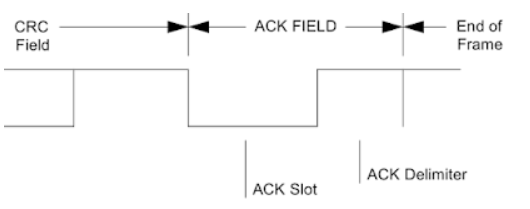 CRC
Field
ACK FIELD
End of
Frame
ACK Slot
ACK Delimiter